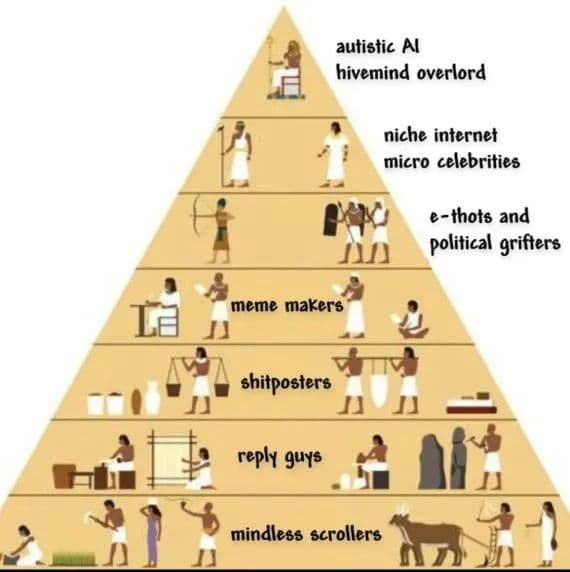 autistic AI
hivemind overlord
niche internet
micro celebrities
e-thots and
political grifters
meme makers
shitposters
reply guys
mindless scrollers